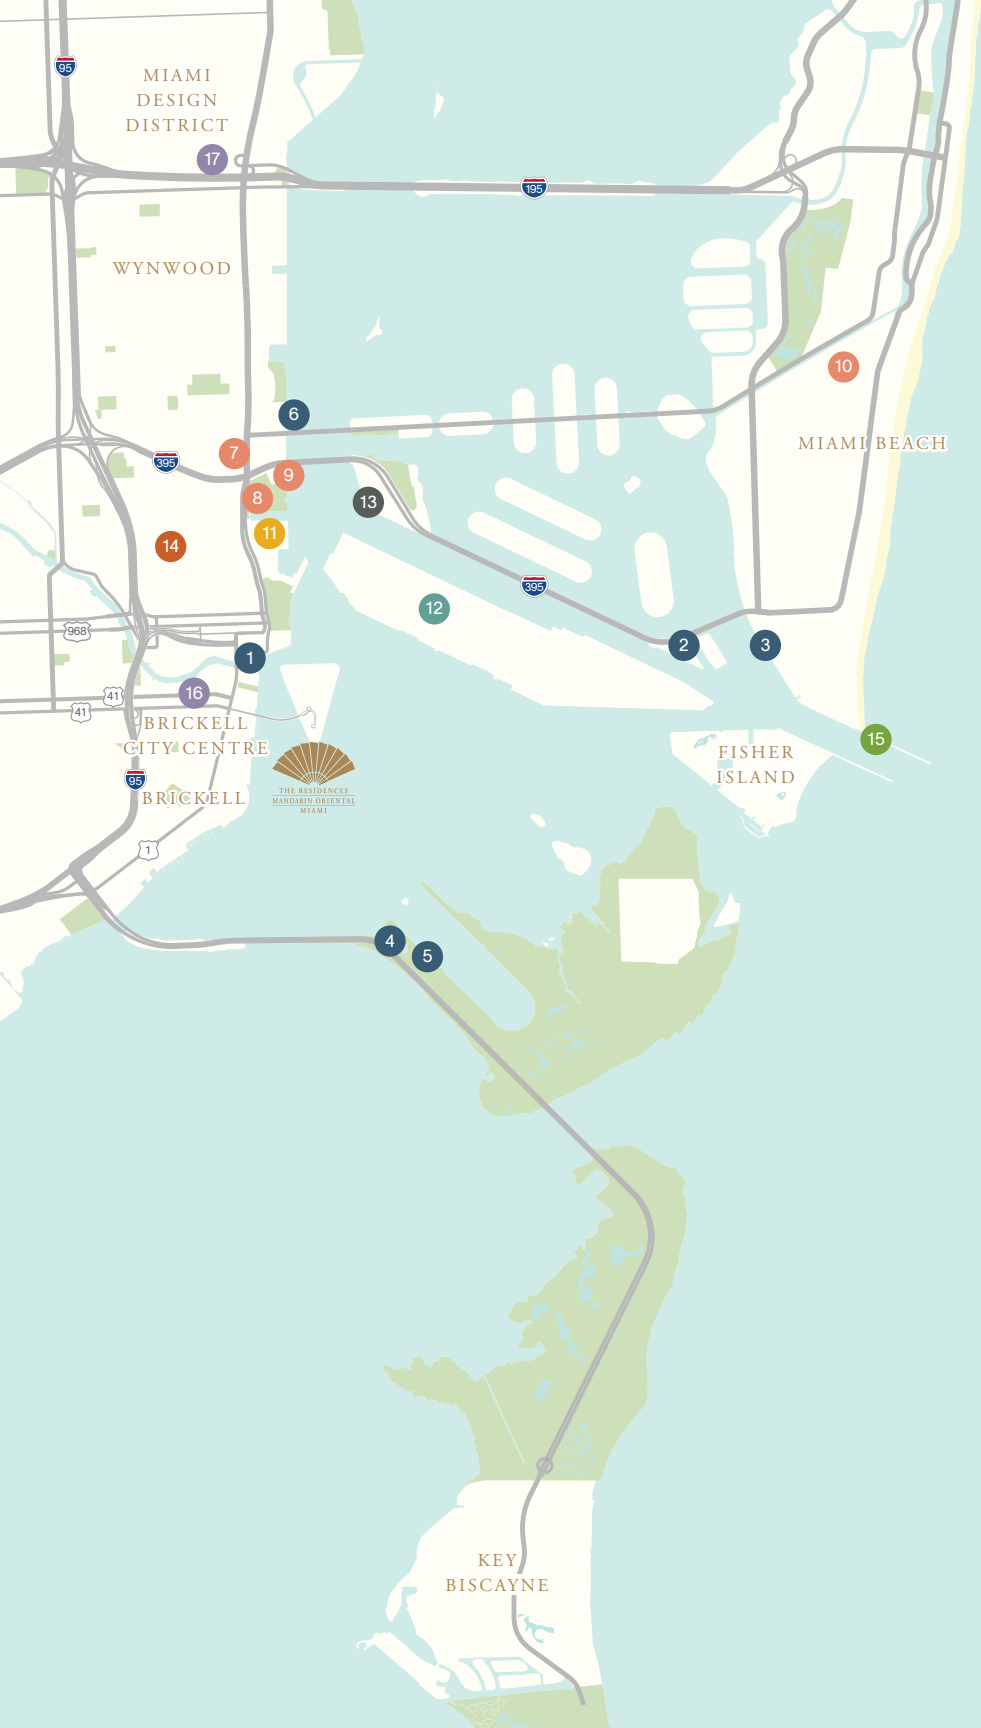 95
MIAMI
DESIGN
DISTRICT
17
195
WYNWOOD
10
6
MIAMI BEACH
7
395
9
8
13
11
14
395
12
968
1
2
3
16
41
41
BRICKELL
CITY CENTRE
15
FISHER
ISLAND
95
BRICKELL
THE RESIDENCES
MANDARIN ORIENTAL
MIAMI
1
4
5
KEY
BISCAYNE